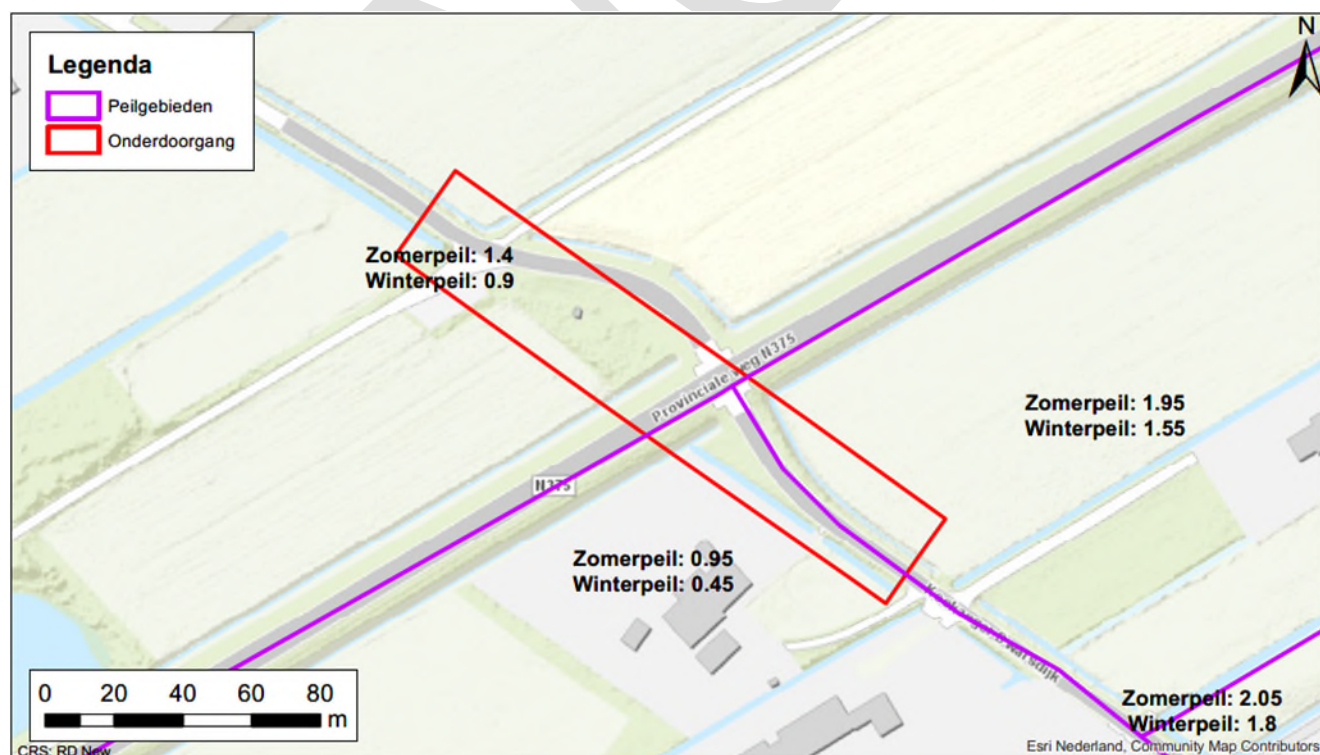 Legenda
Peilgebieden
Onderdoorgang
N
Zomerpeil: 1.4
Winterpeil: 0.9
Provinciale weg N375
Zomerpeil: 1.95
Winterpeil: 1.55
N375
Zomerpeil: 0.95
Winterpeil: 0.45
Kockanger Dwarsdijk
Zomerpeil: 2.05
Winterpeil: 1.8
0 20 40 60 80
m
CRS: RD New
Esri Nederland, Community Map Contributors